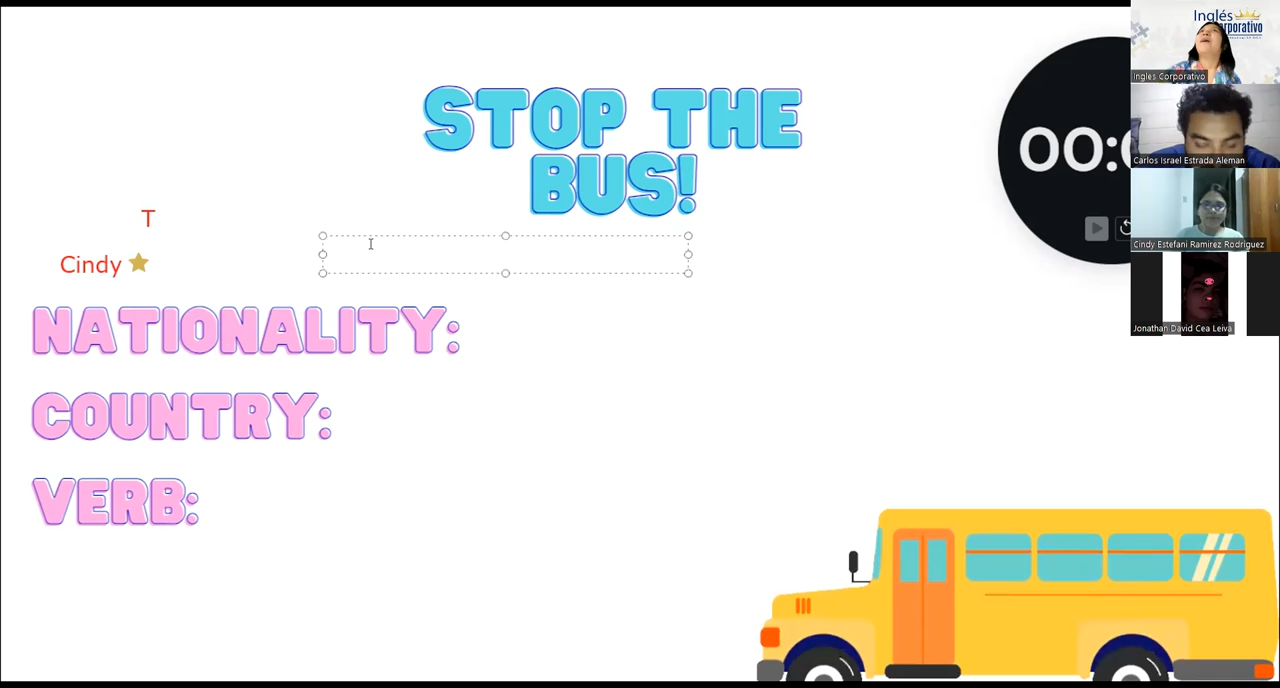 STOP THE
BUS!
T
Cindy
NATIONALITY:
COUNTRY:
VERB:
Inglés
Ingles Corporativo
Carlos Israel Estrada Aleman
Cindy Estefani Ramirez Rodriguez
Jonathan David Cea Leiva